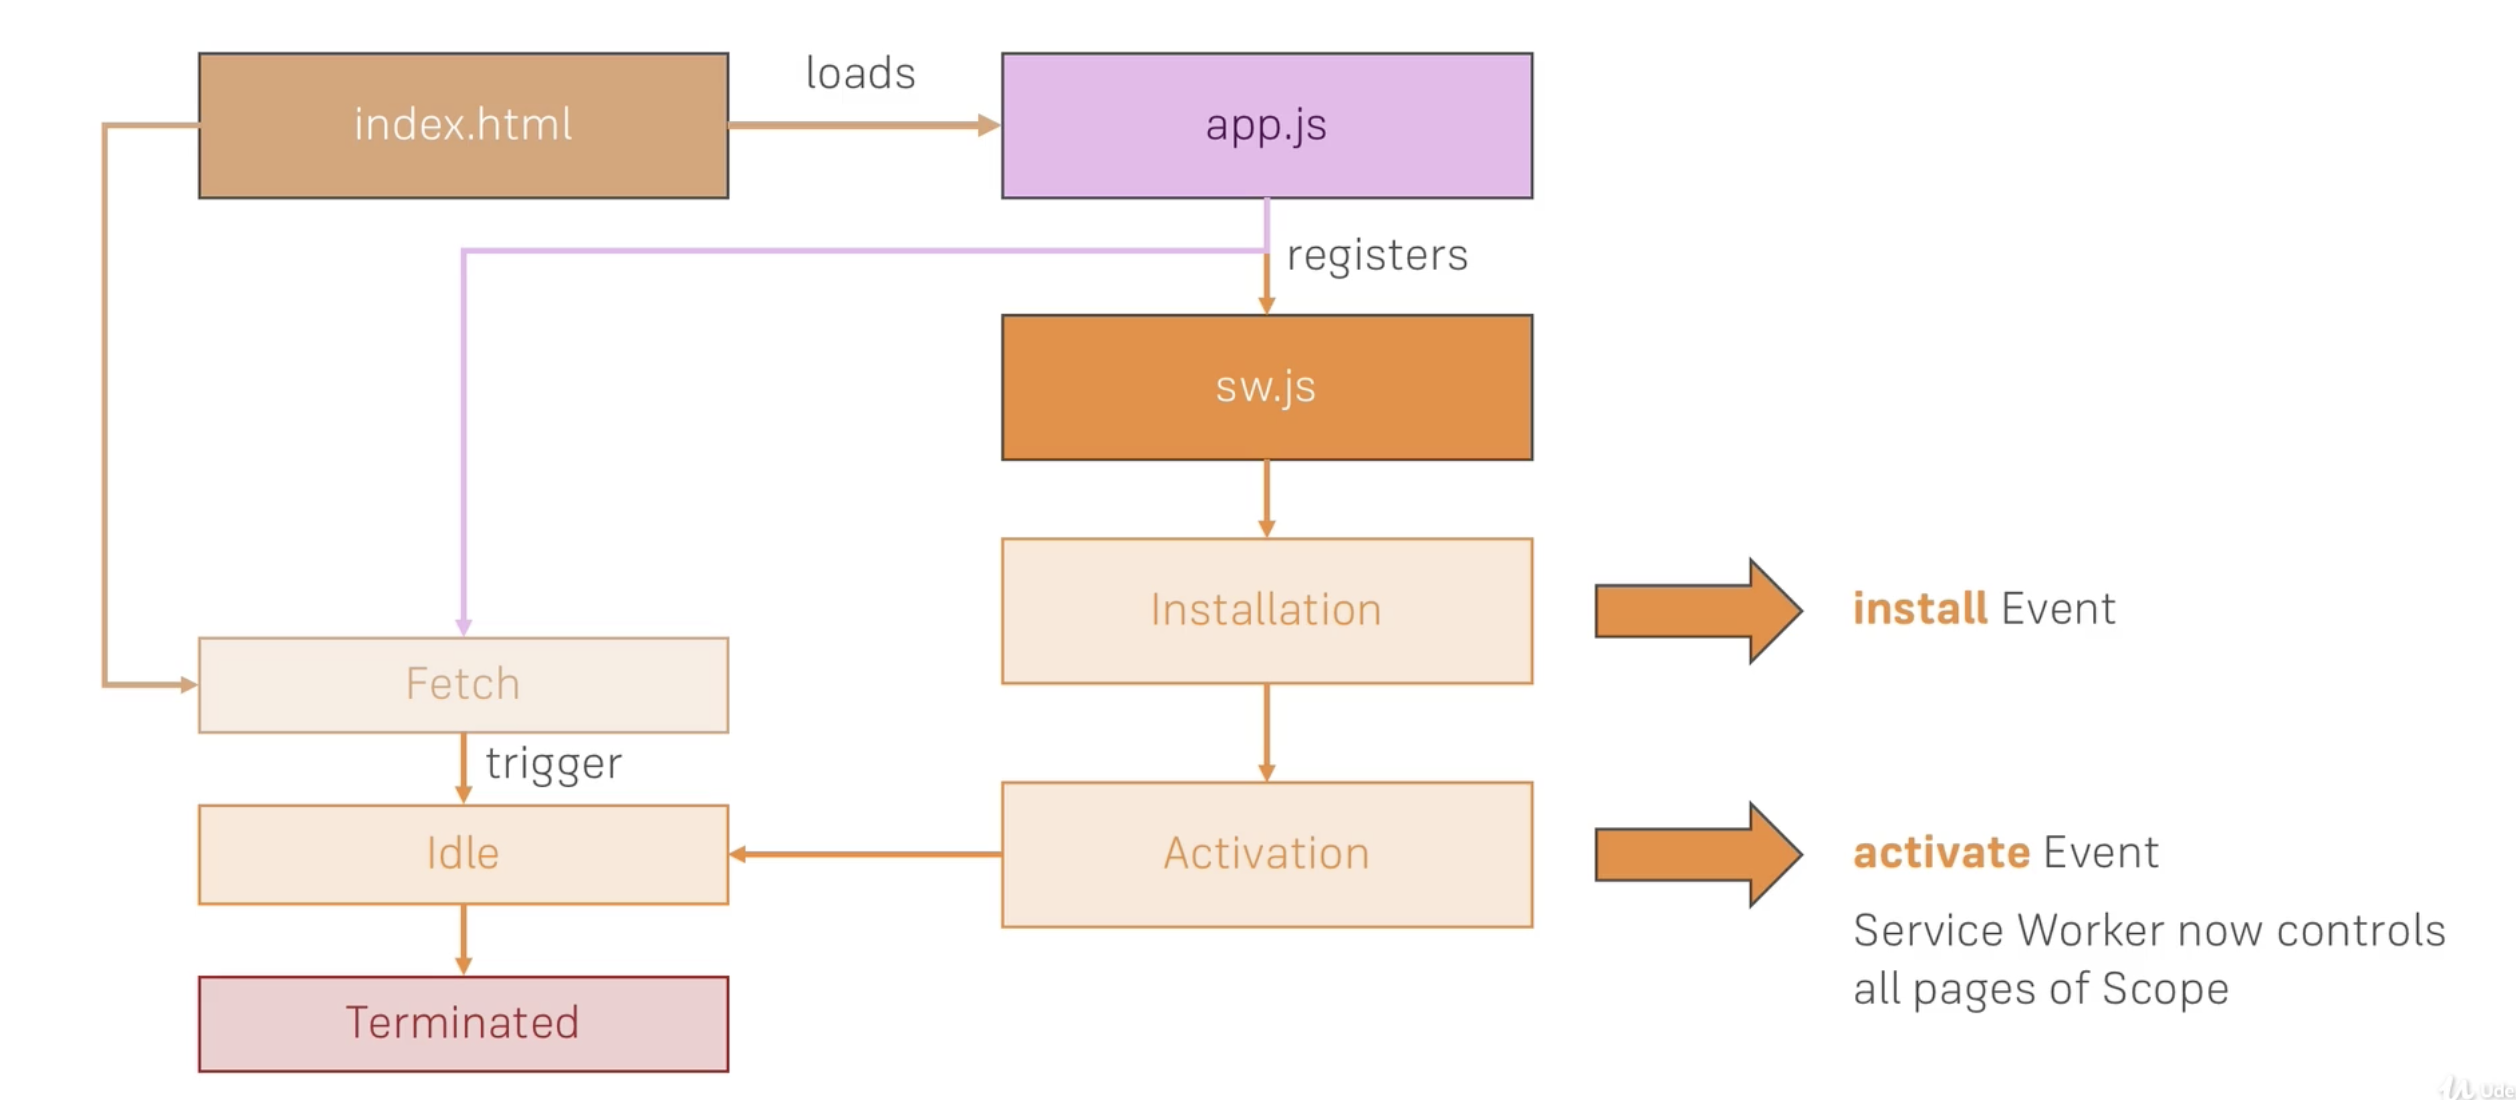 index.html
loads
app.js
registers
sw.js
Installation
install Event
Fetch
trigger
Idle
Activation
activate Event
Service Worker now controls
all pages of Scope
Terminated
Ude